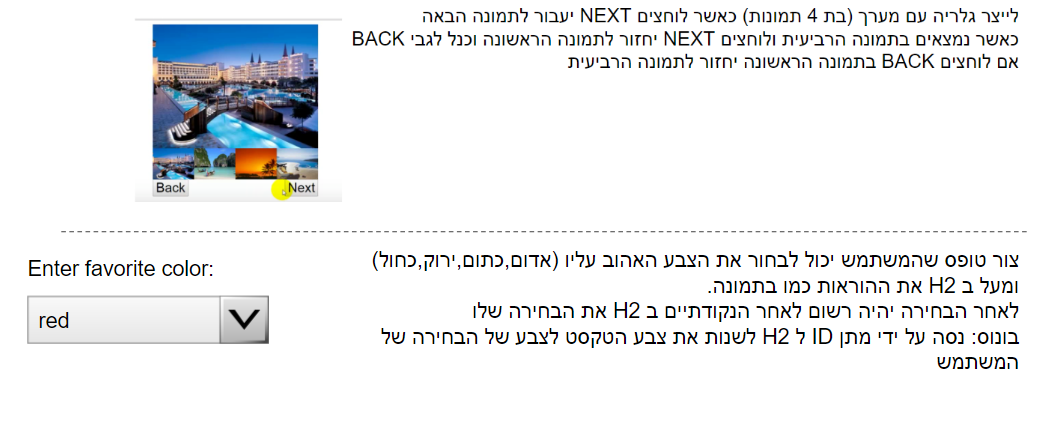 לייצר גלריה עם מערך (בת 4 תמונות) כאשר לוחצים NEXT יעבור לתמונה הבאה
כאשר נמצאים בתמונה הרביעית ולוחצים NEXT יחזור לתמונה הראשונה וכנל לגבי BACK
אם לוחצים BACK בתמונה הראשונה יחזור לתמונה הרביעית
Back
Next
צור טופס שהמשתמש יכול לבחור את הצבע האהוב עליו (אדום,כתום,ירוק,כחול)
ומעל ב H2 את ההוראות כמו בתמונה.
לאחר הבחירה יהיה רשום לאחר הנקודתיים ב H2 את הבחירה שלו
בונוס: נסה על ידי מתן ID ל H2 לשנות את צבע הטקסט לצבע של הבחירה של
המשתמש
Enter favorite color:
red